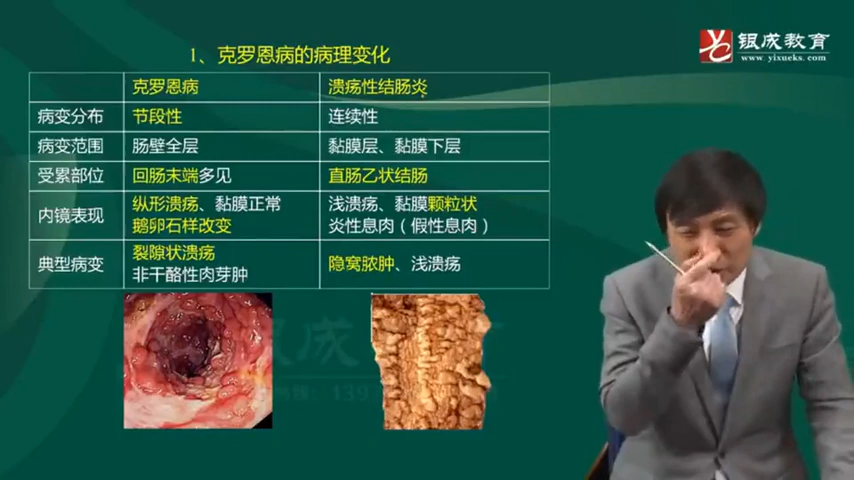 1、克罗恩病的病理变化
银成教育
www.yixueks.com
克罗恩病 溃疡性结肠炎
病变分布 节段性 连续性
病变范围 肠壁全层 黏膜层、黏膜下层
受累部位 回肠末端多见 直肠乙状结肠
内镜表现 纵形溃疡、黏膜正常 浅溃疡、黏膜颗粒状
鹅卵石样改变 炎性息肉（假性息肉）
典型病变 裂隙状溃疡 隐窝脓肿、浅溃疡
非干酪性肉芽肿